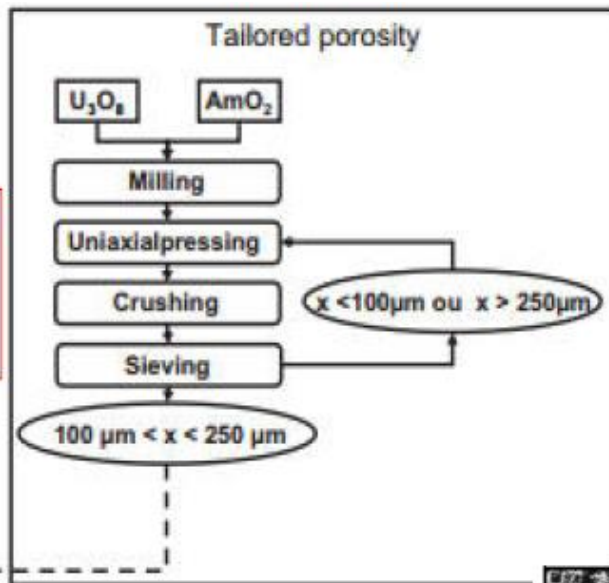 Tailored porosity
U₃O₈ AmO₂
Milling
Uniaxialpressing
Crushing
x <100µm ou x > 250µm
Sieving
100 µm < x < 250 µm